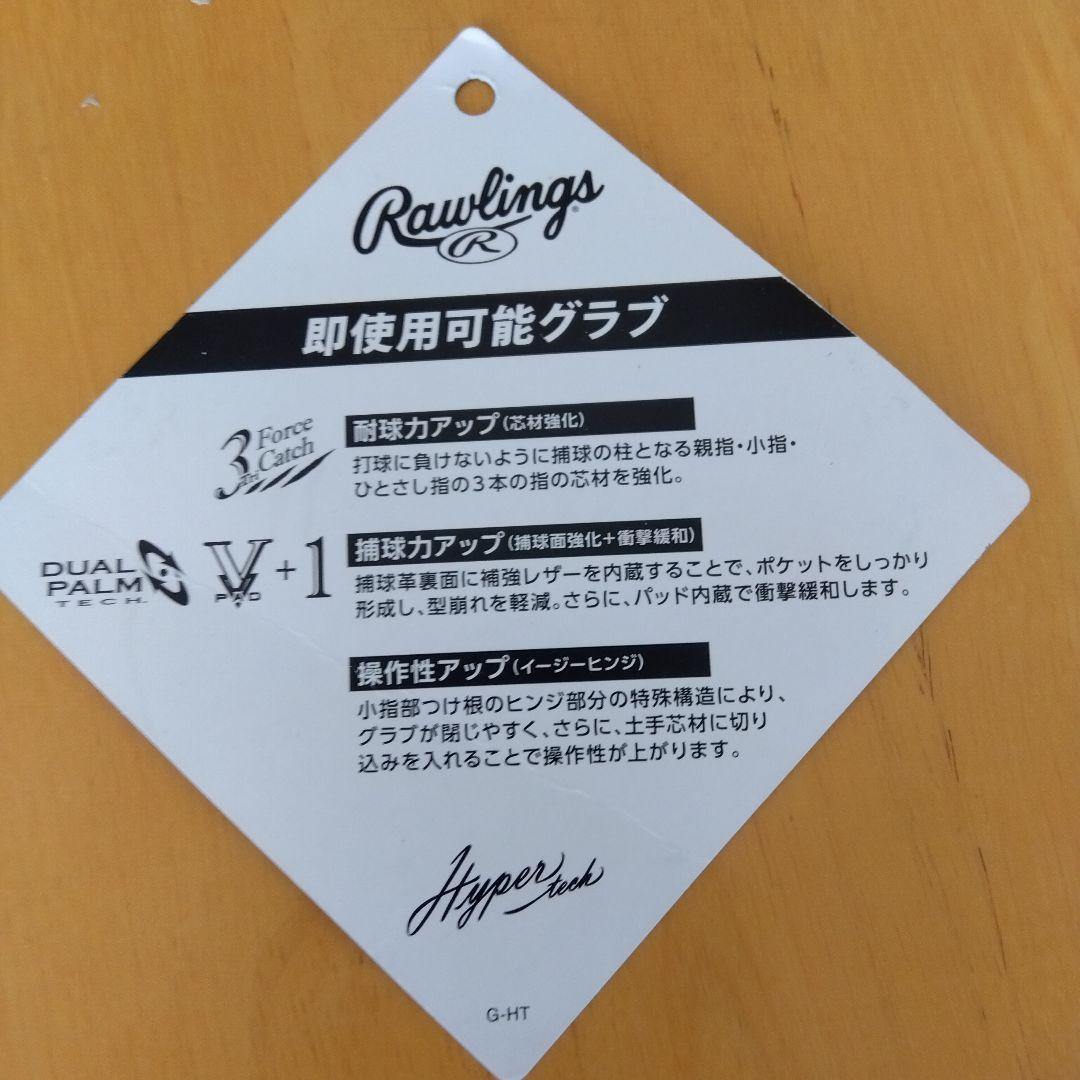 Rawlings
R
即使用可能グラブ
3 Force
Tri Catch
耐球力アップ(芯材強化)
打球に負けないように捕球の柱となる親指・小指・
ひとさし指の3本の指の芯材を強化。
DUAL
PALM
TECH.
V+1
PAD
捕球力アップ(捕球面強化+衝撃緩和)
捕球革裏面に補強レザーを内蔵することで、ポケットをしっかり
形成し、型崩れを軽減。さらに、パッド内蔵で衝撃緩和します。
操作性アップ(イージーヒンジ)
小指部つけ根のヒンジ部分の特殊構造により、
グラブが閉じやすく、さらに、土手芯材に切り
込みを入れることで操作性が上がります。
Hyper tech
G-HT